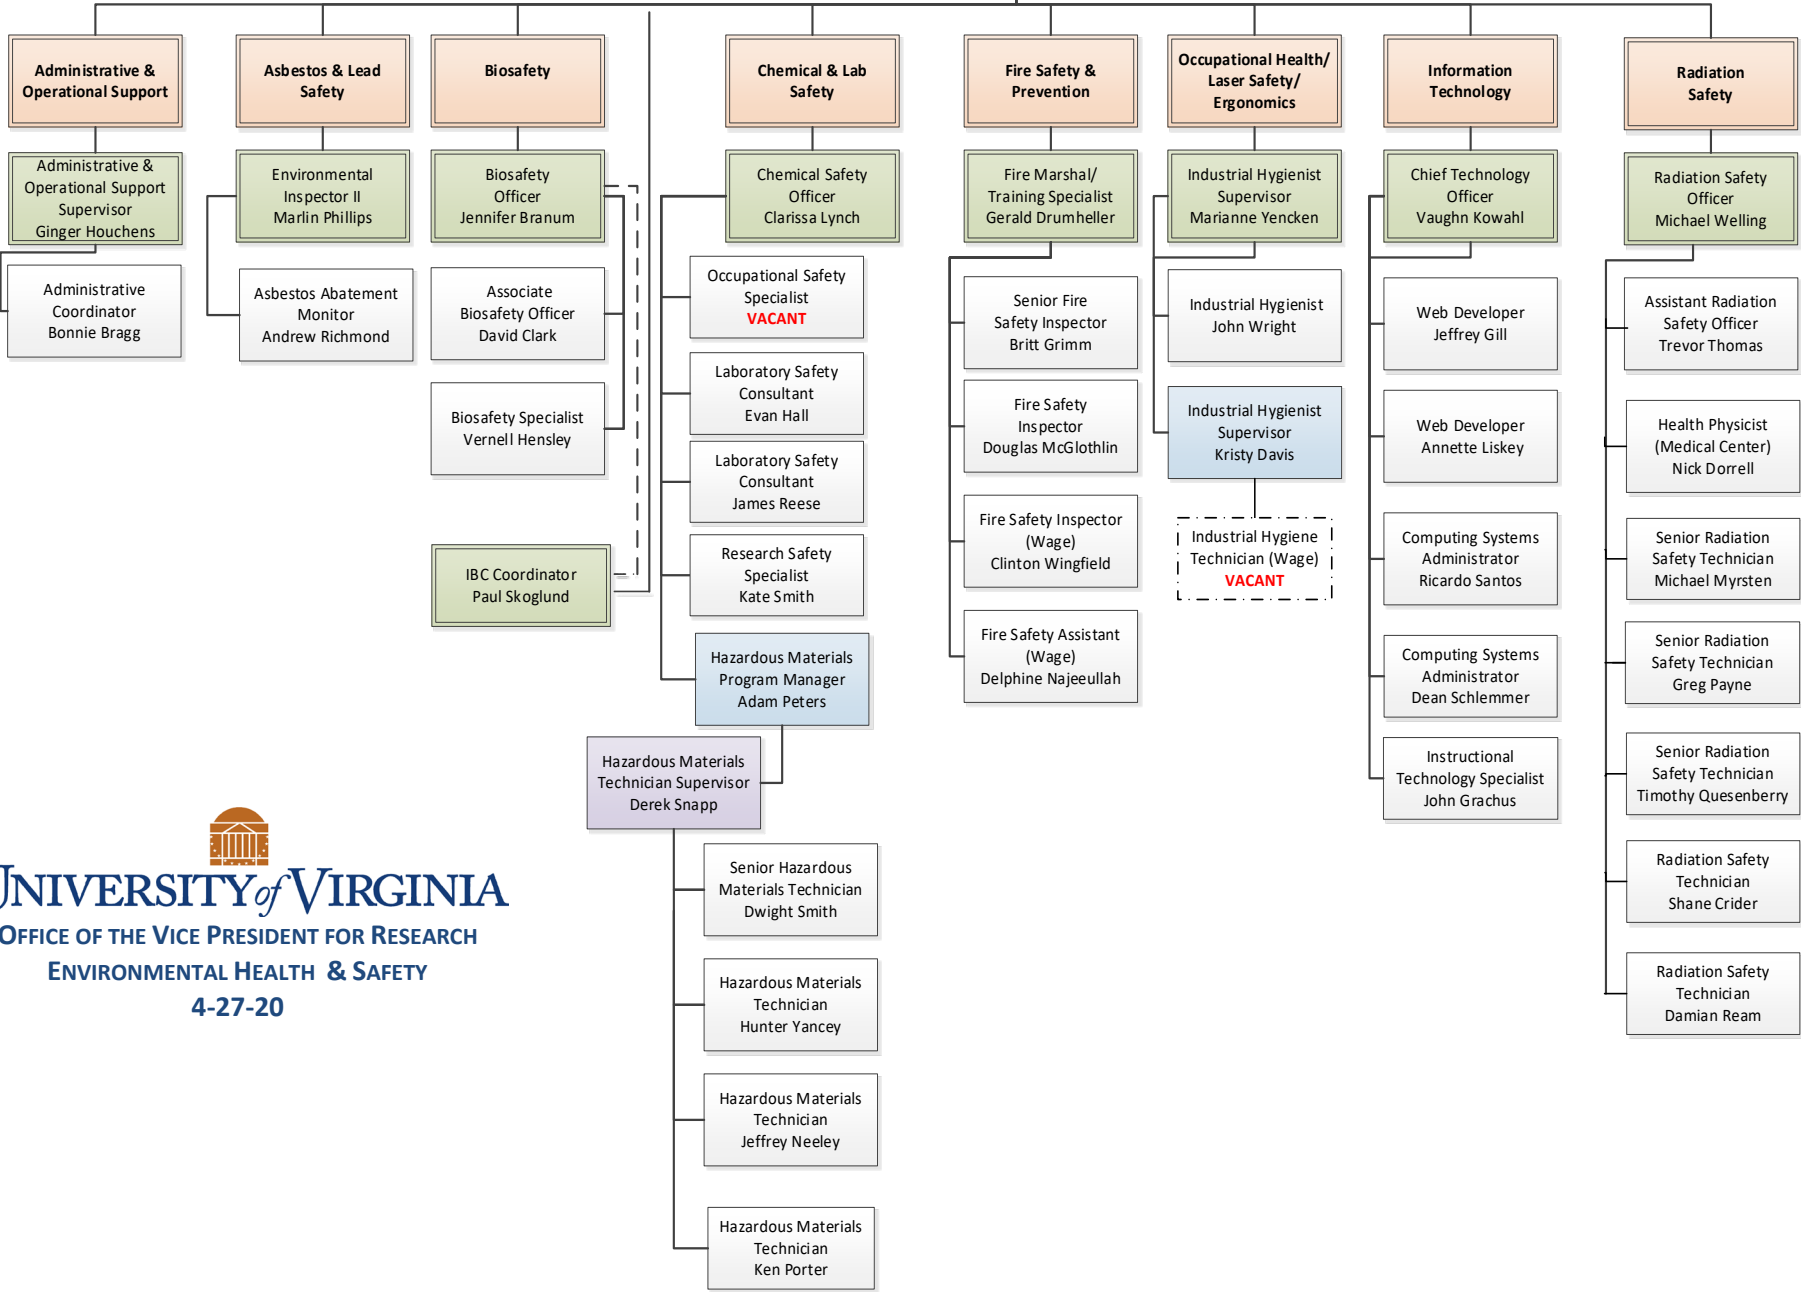 Administrative &
Operational Support
Asbestos & Lead
Safety
Biosafety
Chemical & Lab
Safety
Fire Safety &
Prevention
Occupational Health/
Laser Safety/
Ergonomics
Information
Technology
Radiation
Safety
Administrative &
Operational Support
Supervisor
Ginger Houchens
Environmental
Inspector II
Marlin Phillips
Biosafety
Officer
Jennifer Branum
Chemical Safety
Officer
Clarissa Lynch
Fire Marshal/
Training Specialist
Gerald Drumheller
Industrial Hygienist
Supervisor
Marianne Yencken
Chief Technology
Officer
Vaughn Kowahl
Radiation Safety
Officer
Michael Welling
Administrative
Coordinator
Bonnie Bragg
Asbestos Abatement
Monitor
Andrew Richmond
Associate
Biosafety Officer
David Clark
Biosafety Specialist
Vernell Hensley
IBC Coordinator
Paul Skoglund
Occupational Safety
Specialist
VACANT
Laboratory Safety
Consultant
Evan Hall
Laboratory Safety
Consultant
James Reese
Research Safety
Specialist
Kate Smith
Hazardous Materials
Program Manager
Adam Peters
Hazardous Materials
Technician Supervisor
Derek Snapp
Senior Hazardous
Materials Technician
Dwight Smith
Hazardous Materials
Technician
Hunter Yancey
Hazardous Materials
Technician
Jeffrey Neeley
Hazardous Materials
Technician
Ken Porter
Senior Fire
Safety Inspector
Britt Grimm
Fire Safety
Inspector
Douglas McGlothlin
Fire Safety Inspector
(Wage)
Clinton Wingfield
Fire Safety Assistant
(Wage)
Delphine Najeeullah
Industrial Hygienist
John Wright
Industrial Hygienist
Supervisor
Kristy Davis
Industrial Hygiene
Technician (Wage)
VACANT
Web Developer
Jeffrey Gill
Web Developer
Annette Liskey
Computing Systems
Administrator
Ricardo Santos
Computing Systems
Administrator
Dean Schlemmer
Instructional
Technology Specialist
John Grachus
Assistant Radiation
Safety Officer
Trevor Thomas
Health Physicist
(Medical Center)
Nick Dorrell
Senior Radiation
Safety Technician
Michael Myrsten
Senior Radiation
Safety Technician
Greg Payne
Senior Radiation
Safety Technician
Timothy Quesenberry
Radiation Safety
Technician
Shane Crider
Radiation Safety
Technician
Damian Ream
UNIVERSITY of VIRGINIA
OFFICE OF THE VICE PRESIDENT FOR RESEARCH
ENVIRONMENTAL HEALTH & SAFETY
4-27-20